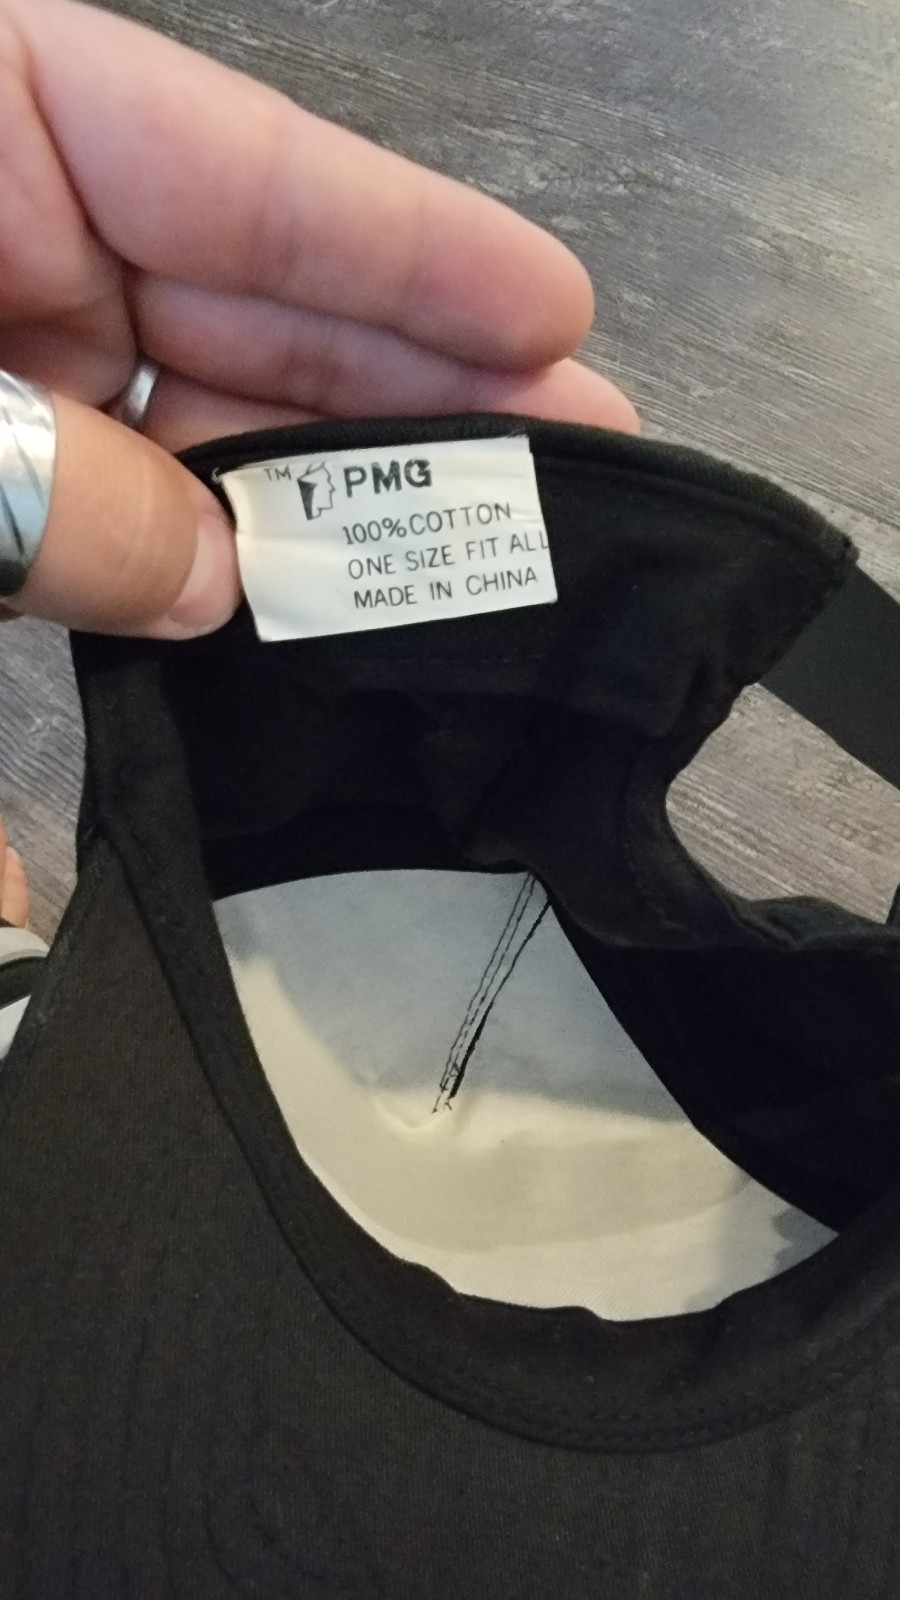 ™ PMG
100% COTTON
ONE SIZE FIT ALL
MADE IN CHINA